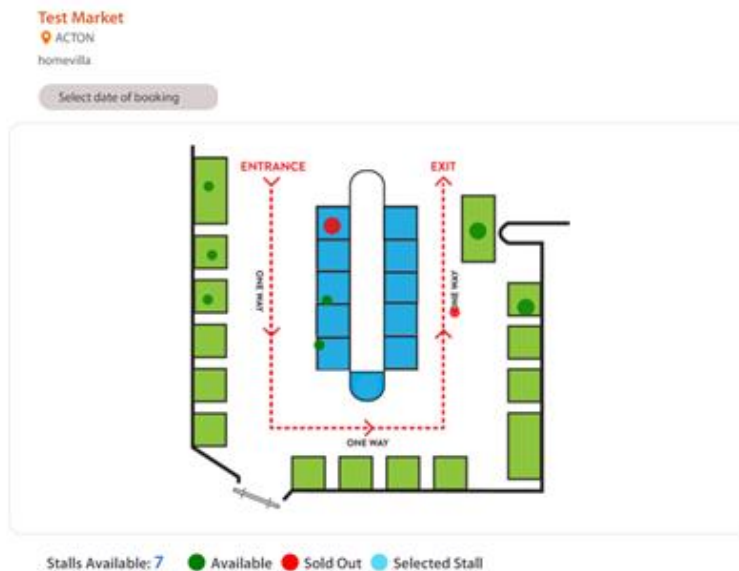 Test Market
ACTON
homevilla
Select date of booking
ENTRANCE EXIT
ONE WAY
ONE WAY
ONE WAY
Stalls Available: 7 Available Sold Out Selected Stall